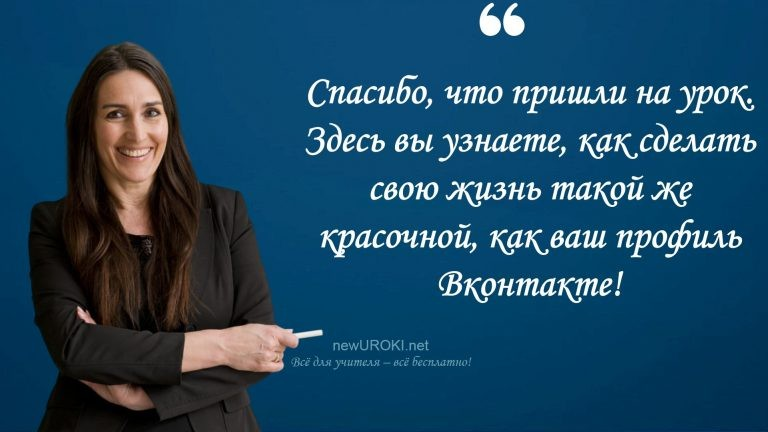 “
Спасибо, что пришли на урок.
Здесь вы узнаете, как сделать
свою жизнь такой же
красочной, как ваш профиль
Вконтакте!
newUROKI.net
Всё для учителя – всё бесплатно!